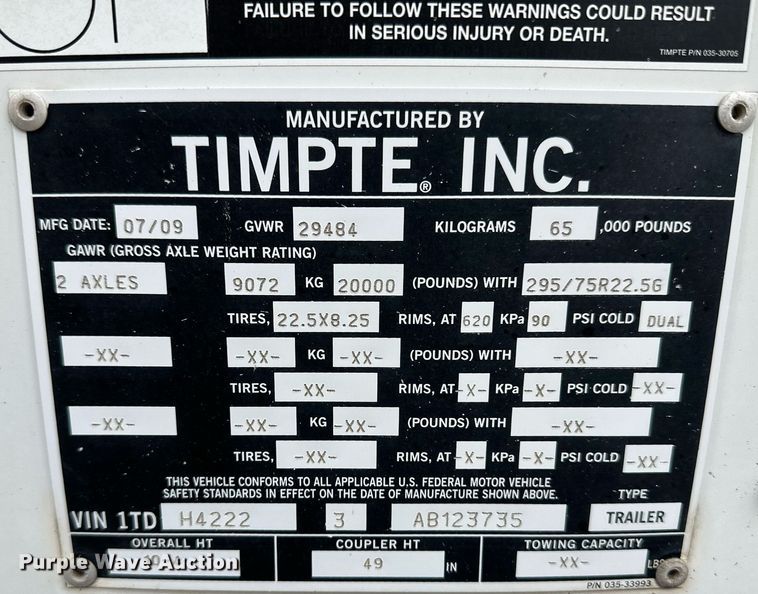 FAILURE TO FOLLOW THESE WARNINGS COULD RESULT
IN SERIOUS INJURY OR DEATH.
TIMPTE P/N 035-30705
MANUFACTURED BY
TIMPTE® INC.
MFG DATE: 07/09 GVWR 29484 KILOGRAMS 65 ,000 POUNDS
GAWR (GROSS AXLE WEIGHT RATING)
2 AXLES 9072 KG 20000 (POUNDS) WITH 295/75R22.5G
TIRES, 22.5X8.25 RIMS, AT 620 KPa 90 PSI COLD DUAL
-XX- -XX- KG -XX- (POUNDS) WITH -XX-
TIRES, -XX- RIMS, AT -X- KPa -X- PSI COLD -XX-
-XX- -XX- KG -XX- (POUNDS) WITH -XX-
TIRES, -XX- RIMS, AT -X- KPa -X- PSI COLD -XX-
THIS VEHICLE CONFORMS TO ALL APPLICABLE U.S. FEDERAL MOTOR VEHICLE
SAFETY STANDARDS IN EFFECT ON THE DATE OF MANUFACTURE SHOWN ABOVE.
TYPE
VIN 1TD H4222 3 AB123735 TRAILER
OVERALL HT COUPLER HT TOWING CAPACITY
49 IN -XX- LBS
P/N 035-33993
Purple Wave Auction